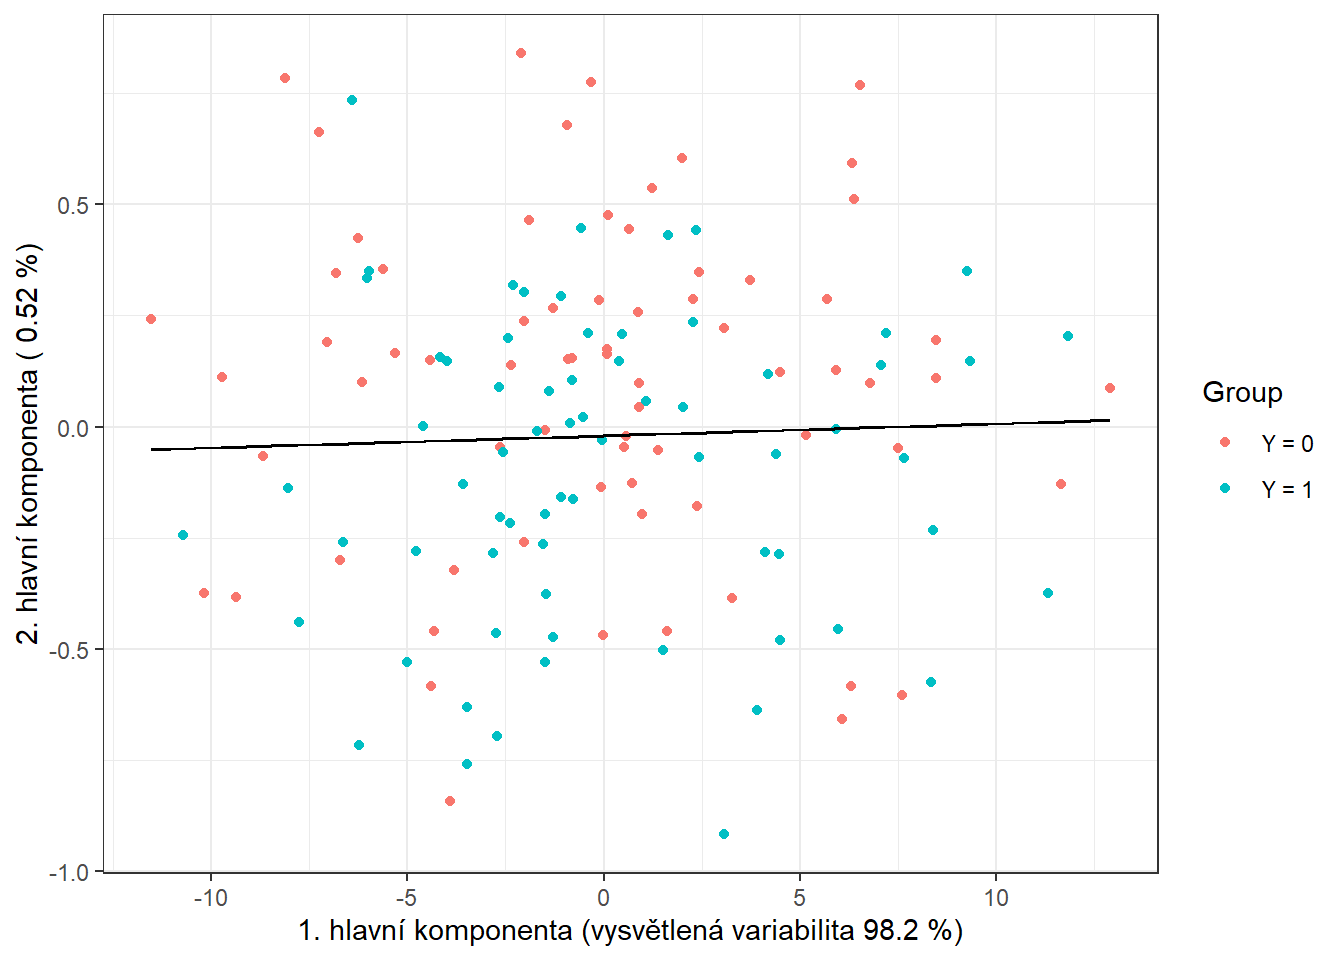 2. hlavní komponenta ( 0.52 %)
0.5
0.0
-0.5
-1.0
-10
-5
0
5
10
1. hlavní komponenta (vysvětlená variabilita 98.2 %)
Group
Y = 0
Y = 1